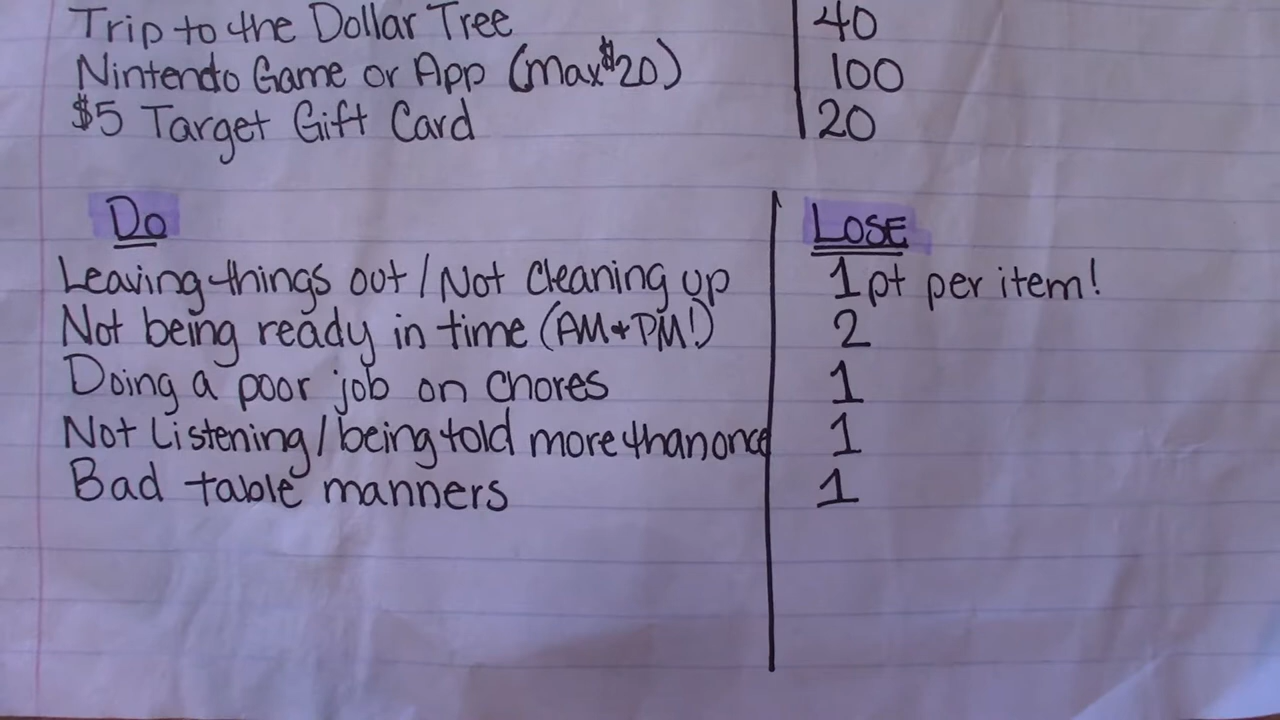 Trip to the Dollar Tree 40
Nintendo Game or App (max $20) 100
$5 Target Gift Card 20
Do LOSE
Leaving things out / Not cleaning up 1 pt per item!
Not being ready in time (AM + PM!) 2
Doing a poor job on chores 1
Not Listening / being told more than once 1
Bad table manners 1